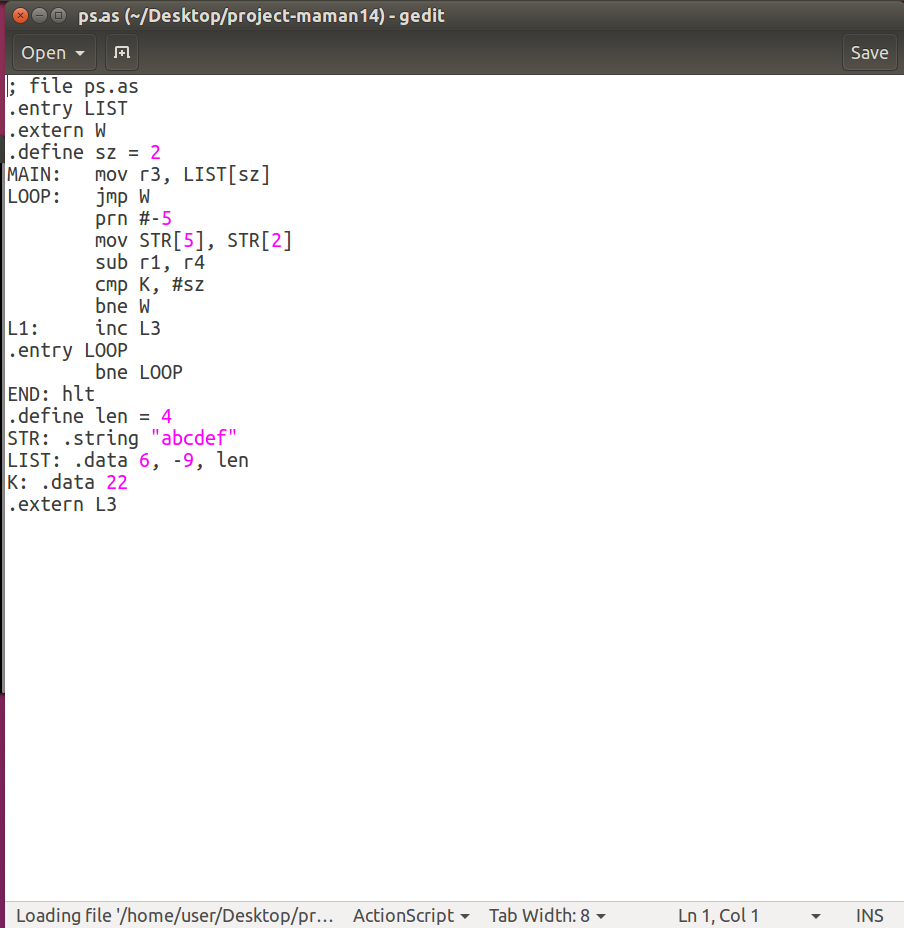 ps.as (~/Desktop/project-maman14) - gedit
Open
Save
; file ps.as
.entry LIST
.extern W
.define sz = 2
MAIN:   mov r3, LIST[sz]
LOOP:   jmp W
        prn #-5
        mov STR[5], STR[2]
        sub r1, r4
        cmp K, #sz
        bne W
L1:     inc L3
.entry LOOP
        bne LOOP
END: hlt
.define len = 4
STR: .string "abcdef"
LIST: .data 6, -9, len
K: .data 22
.extern L3
Loading file '/home/user/Desktop/pr… ActionScript Tab Width: 8 Ln 1, Col 1 INS